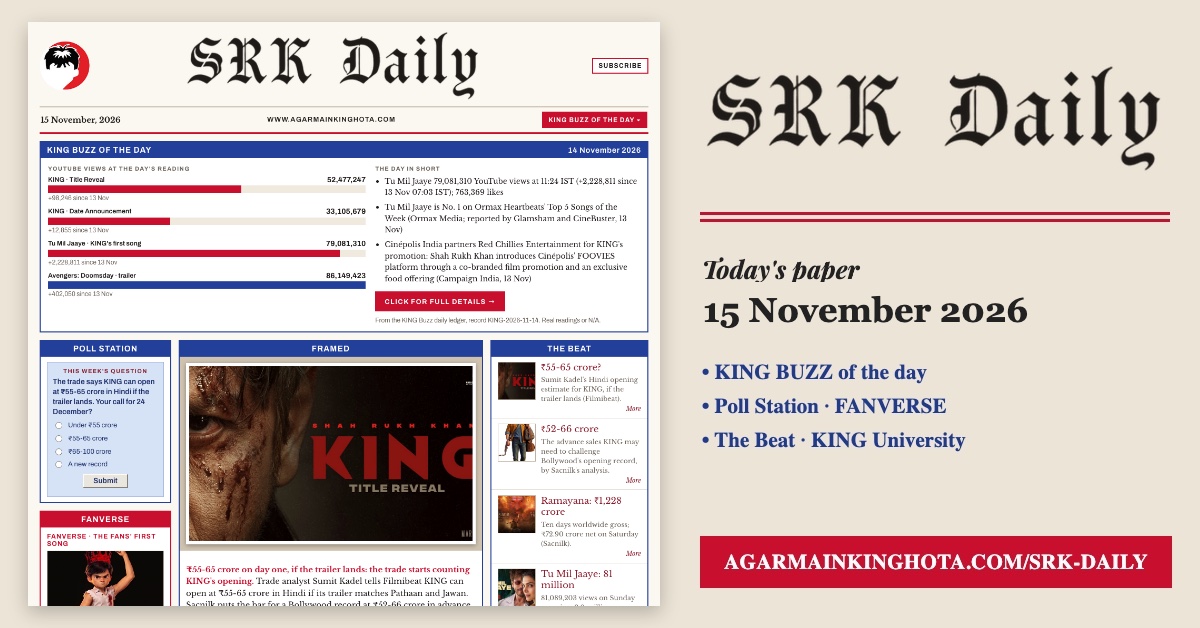 SRK Daily
SUBSCRIBE
15 November, 2026
WWW.AGARMAINKINGHOTA.COM
KING BUZZ OF THE DAY
KING BUZZ OF THE DAY
14 November 2026
YOUTUBE VIEWS AT THE DAY'S READING
KING · Title Reveal 52,477,247
+96,246 since 13 Nov
KING · Date Announcement 33,105,679
+12,855 since 13 Nov
Tu Mil Jaaye · KING's first song 79,081,310
+2,228,811 since 13 Nov
Avengers: Doomsday · trailer 86,149,423
+402,050 since 13 Nov
THE DAY IN SHORT
• Tu Mil Jaaye 79,081,310 YouTube views at 11:24 IST (+2,228,811 since
13 Nov 07:03 IST); 763,369 likes
• Tu Mil Jaaye is No. 1 on Ormax Heartbeats' Top 5 Songs of the
Week (Ormax Media; reported by Glamsham and CineBuster, 13
Nov)
• Cinépolis India partners Red Chillies Entertainment for KING's
promotion: Shah Rukh Khan introduces Cinépolis' FOOVIES
platform through a co-branded film promotion and an exclusive
food offering (Campaign India, 13 Nov)
CLICK FOR FULL DETAILS →
From the KING Buzz daily ledger, record KING-2026-11-14. Real readings or N/A.
POLL STATION
THIS WEEK'S QUESTION
The trade says KING can open
at ₹55-65 crore in Hindi if the
trailer lands. Your call for 24
December?
Under ₹55 crore
₹55-65 crore
₹65-100 crore
A new record
Submit
FANVERSE
FANVERSE · THE FANS' FIRST
SONG
FRAMED
SHAH RUKH KHAN
KING
TITLE REVEAL
₹55-65 crore on day one, if the trailer lands: the trade starts counting
KING's opening. Trade analyst Sumit Kadel tells Filmibeat KING can
open at ₹55-65 crore in Hindi if its trailer matches Pathaan and Jawan.
Sacnilk puts the bar for a Bollywood record at ₹52-66 crore in advance
THE BEAT
₹55-65 crore?
Sumit Kadel's Hindi opening
estimate for KING, if the
trailer lands (Filmibeat).
More
₹52-66 crore
The advance sales KING may
need to challenge
Bollywood's opening record,
by Sacnilk's analysis.
More
Ramayana: ₹1,228
crore
Ten days worldwide gross;
₹72.90 crore net on Saturday
(Sacnilk).
More
Tu Mil Jaaye: 81
million
81,089,203 views on Sunday
SRK Daily
Today's paper
15 November 2026
• KING BUZZ of the day
• Poll Station · FANVERSE
• The Beat · KING University
AGARMAINKINGHOTA.COM/SRK-DAILY